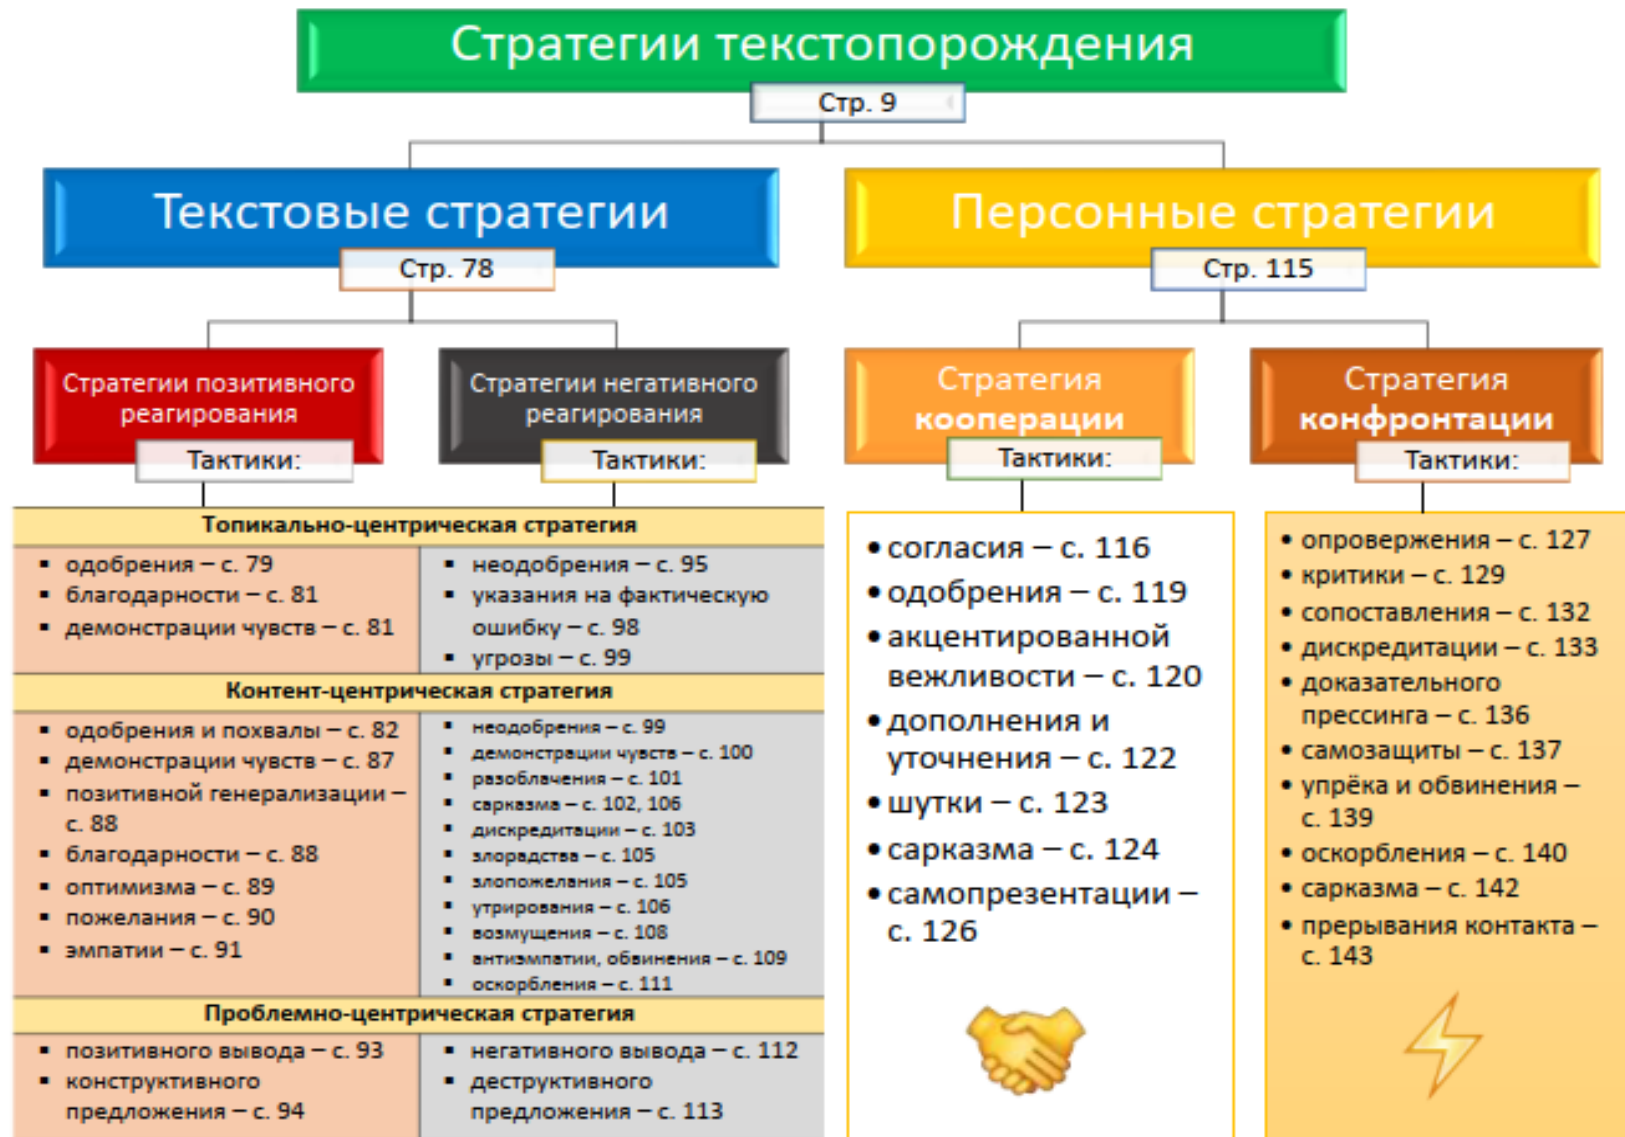 Стратегии текстопорождения
Стр. 9
Текстовые стратегии
Стр. 78
Персонные стратегии
Стр. 115
Стратегии позитивного
реагирования
Тактики:
Стратегии негативного
реагирования
Тактики:
Стратегия
кооперации
Тактики:
Стратегия
конфронтации
Тактики:
Топикально-центрическая стратегия
▪ одобрения – с. 79
▪ благодарности – с. 81
▪ демонстрации чувств – с. 81
▪ неодобрения – с. 95
▪ указания на фактическую
ошибку – с. 98
▪ угрозы – с. 99
Контент-центрическая стратегия
▪ одобрения и похвалы – с. 82
▪ демонстрации чувств – с. 87
▪ позитивной генерализации –
с. 88
▪ благодарности – с. 88
▪ оптимизма – с. 89
▪ пожелания – с. 90
▪ эмпатии – с. 91
▪ неодобрения – с. 99
▪ демонстрации чувств – с. 100
▪ разоблачения – с. 101
▪ сарказма – с. 102, 106
▪ дискредитации – с. 103
▪ злорадства – с. 105
▪ злопожелания – с. 105
▪ утрирования – с. 106
▪ возмущения – с. 108
▪ антиэмпатии, обвинения – с. 109
▪ оскорбления – с. 111
Проблемно-центрическая стратегия
▪ позитивного вывода – с. 93
▪ конструктивного
предложения – с. 94
▪ негативного вывода – с. 112
▪ деструктивного
предложения – с. 113
• согласия – с. 116
• одобрения – с. 119
• акцентированной
вежливости – с. 120
• дополнения и
уточнения – с. 122
• шутки – с. 123
• сарказма – с. 124
• самопрезентации –
с. 126
• опровержения – с. 127
• критики – с. 129
• сопоставления – с. 132
• дискредитации – с. 133
• доказательного
прессинга – с. 136
• самозащиты – с. 137
• упрёка и обвинения –
с. 139
• оскорбления – с. 140
• сарказма – с. 142
• прерывания контакта –
с. 143